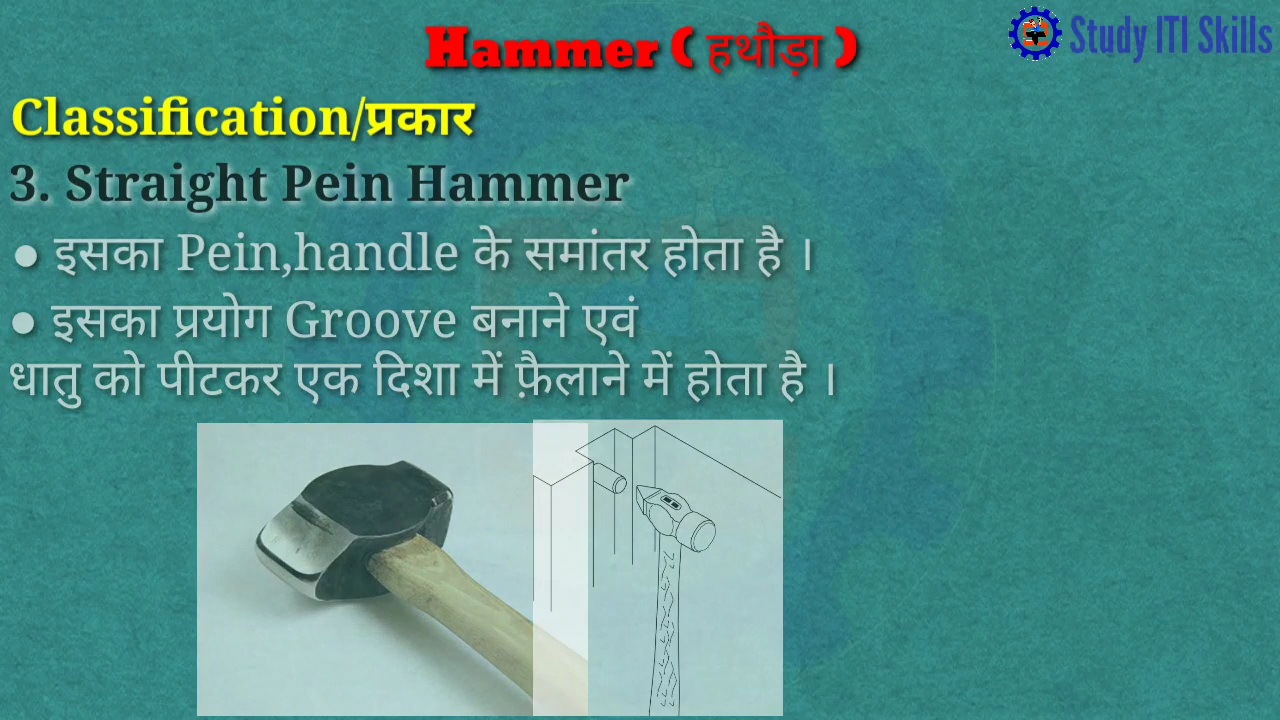 Hammer ( हथौड़ा )
Study ITI Skills
Classification/प्रकार
3. Straight Pein Hammer
● इसका Pein,handle के समांतर होता है ।
● इसका प्रयोग Groove बनाने एवं
धातु को पीटकर एक दिशा में फ़ैलाने में होता है ।